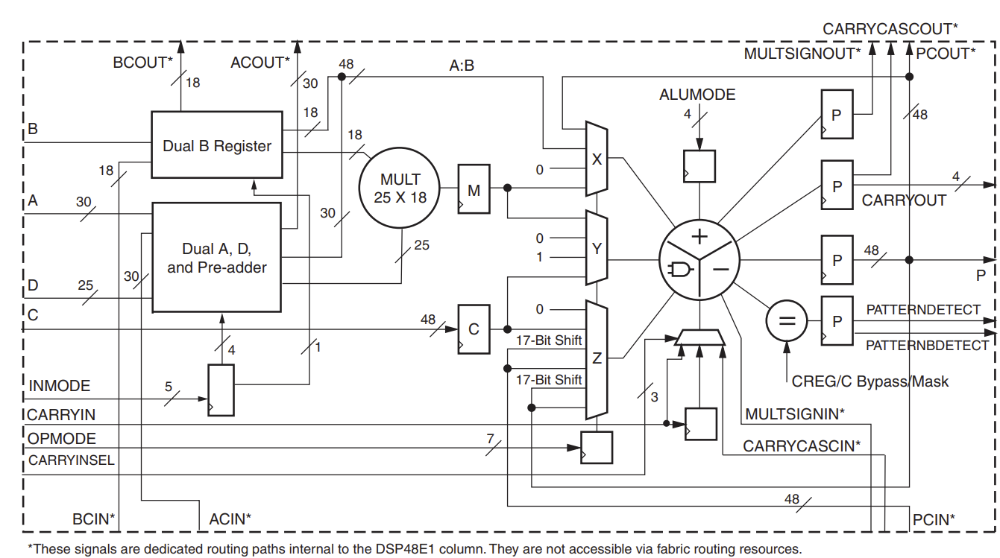 CARRYCASCOUT*
BCOUT*
ACOUT*
MULTSIGNOUT*
PCOUT*
48
A:B
18
30
ALUMODE
18
4
P
48
B
18
Dual B Register
X
0
18
MULT
25 X 18
M
P
4
A
30
CARRYOUT
30
0
1
Y
+
25
Dual A, D,
and Pre-adder
P
48
30
P
D
25
C
0
=
P
PATTERNDETECT
48
C
17-Bit Shift
PATTERNBDETECT
4
1
Z
17-Bit Shift
CREG/C Bypass/Mask
INMODE
5
3
CARRYIN
MULTSIGNIN*
OPMODE
7
CARRYINSEL
CARRYCASCIN*
48
BCIN*
ACIN*
PCIN*
*These signals are dedicated routing paths internal to the DSP48E1 column. They are not accessible via fabric routing resources.